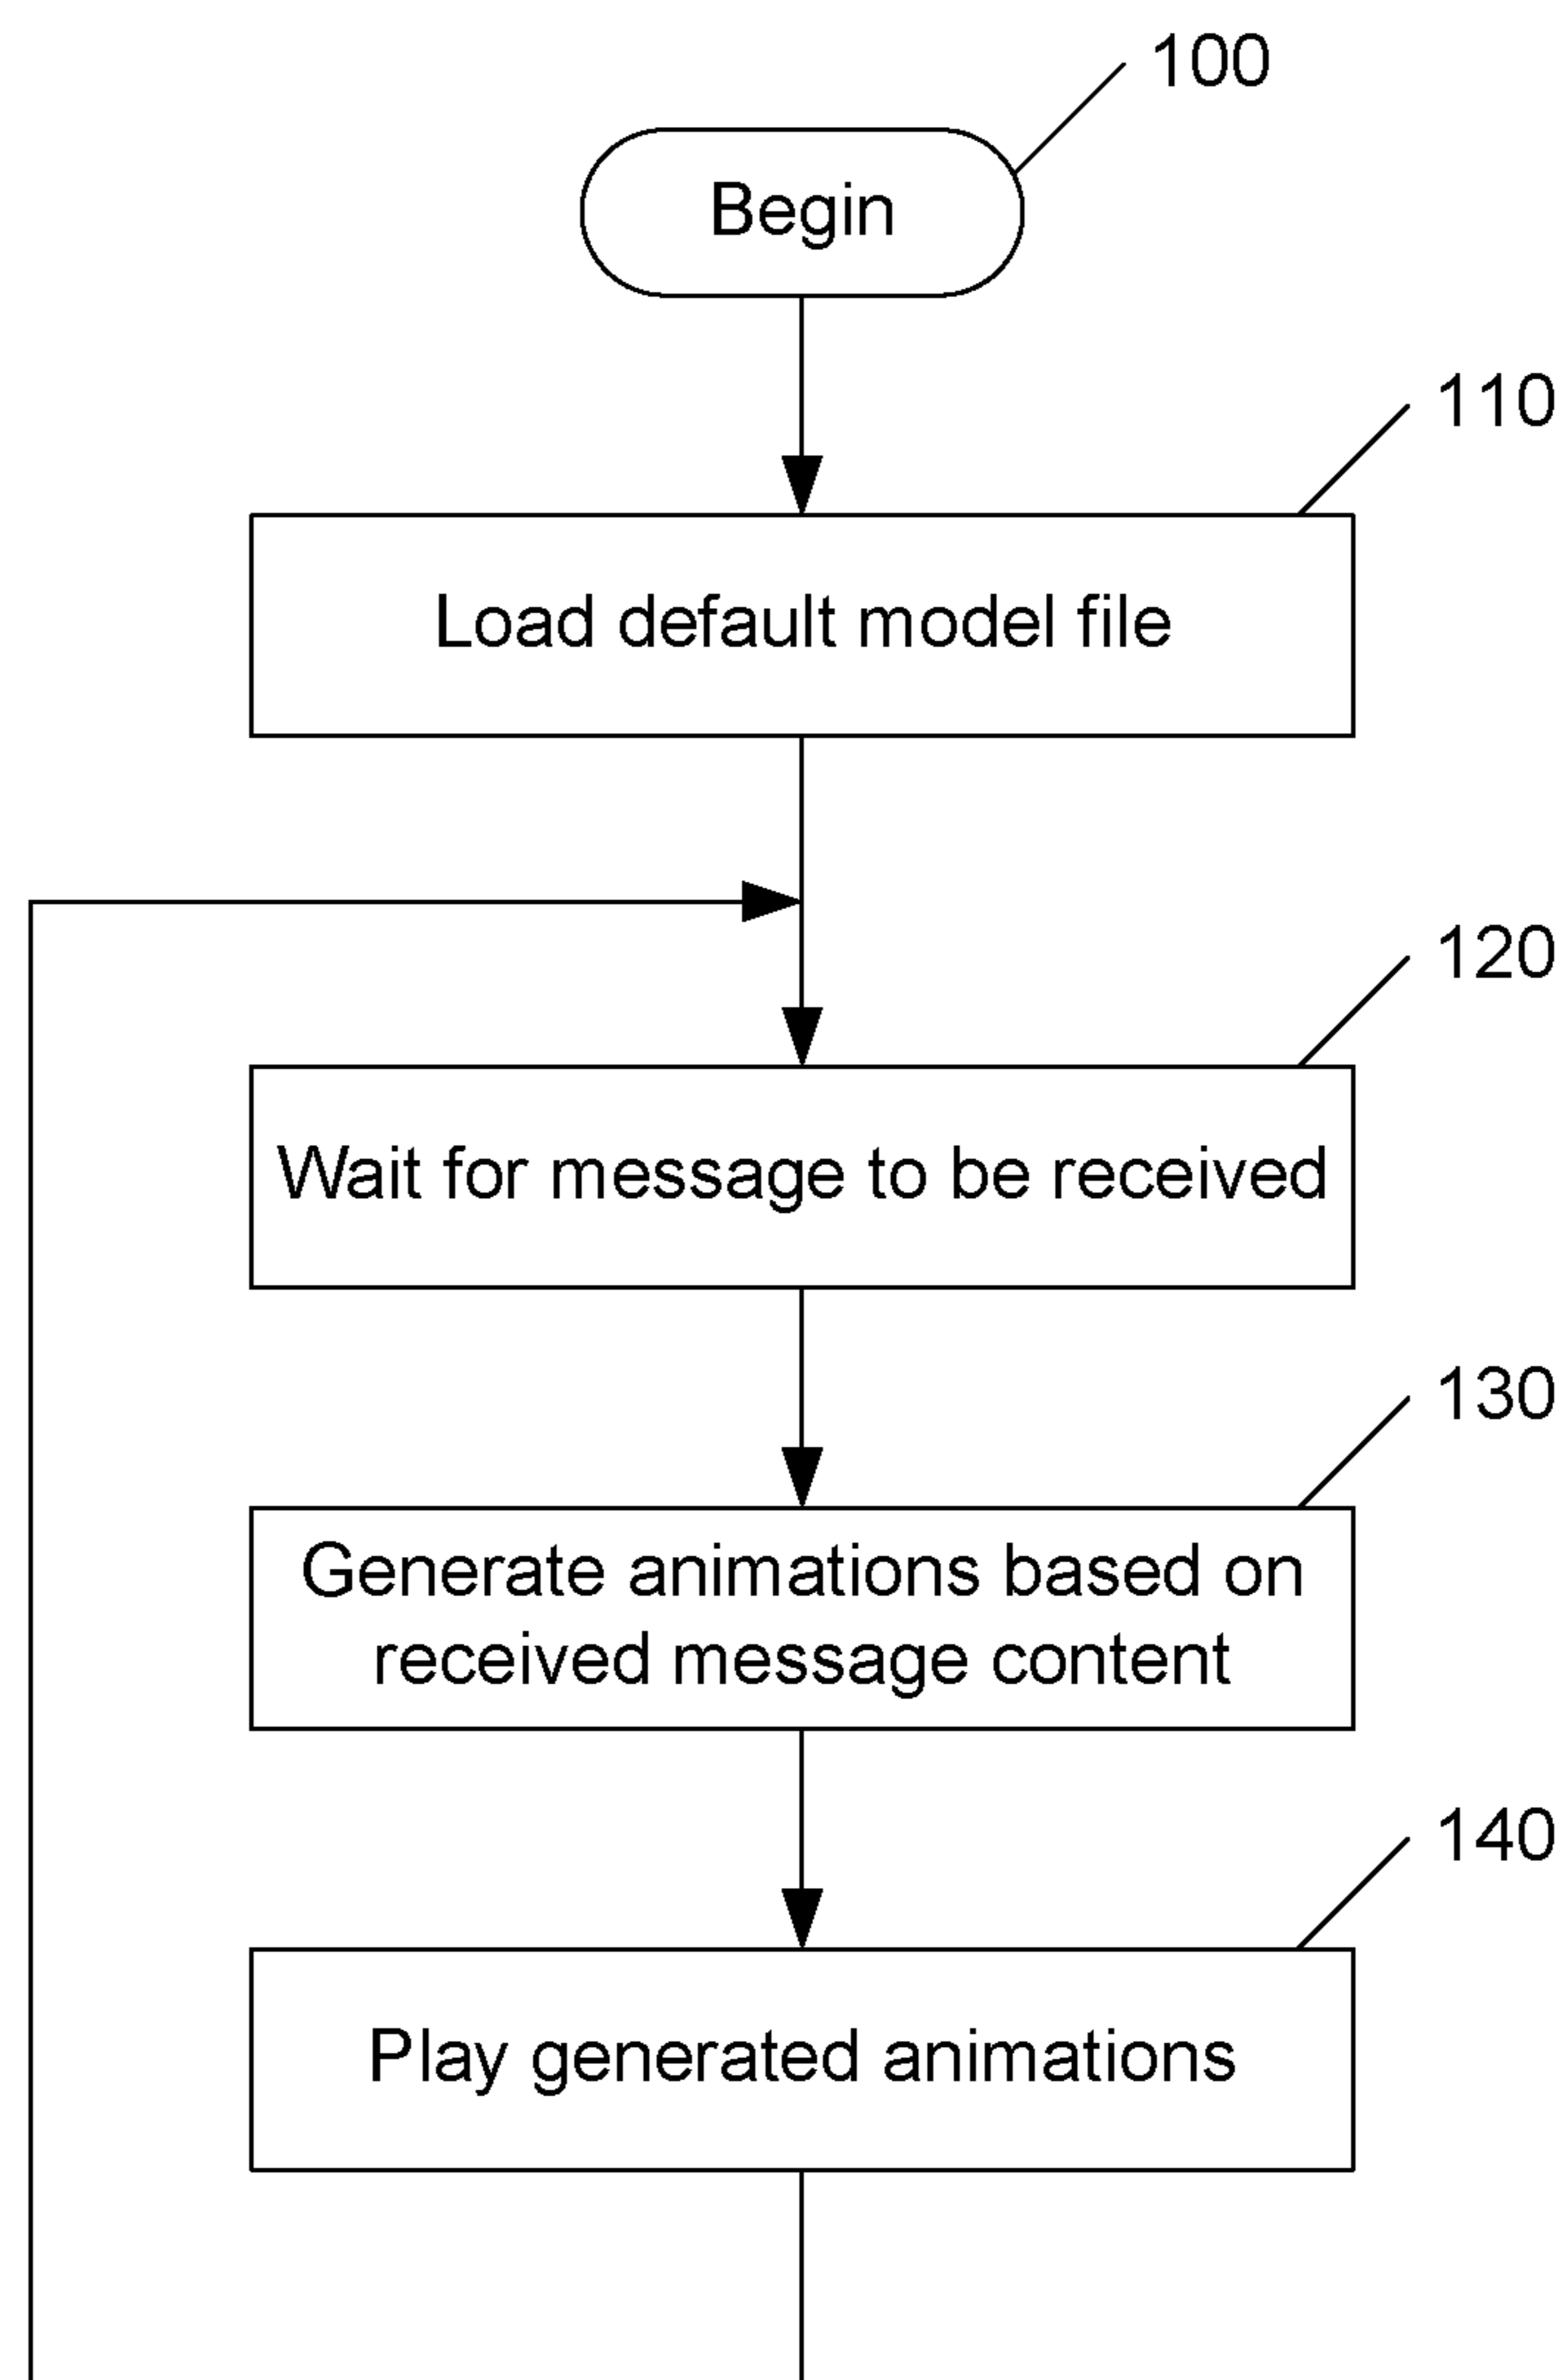 100
Begin
110
Load default model file
120
Wait for message to be received
130
Generate animations based on
received message content
140
Play generated animations